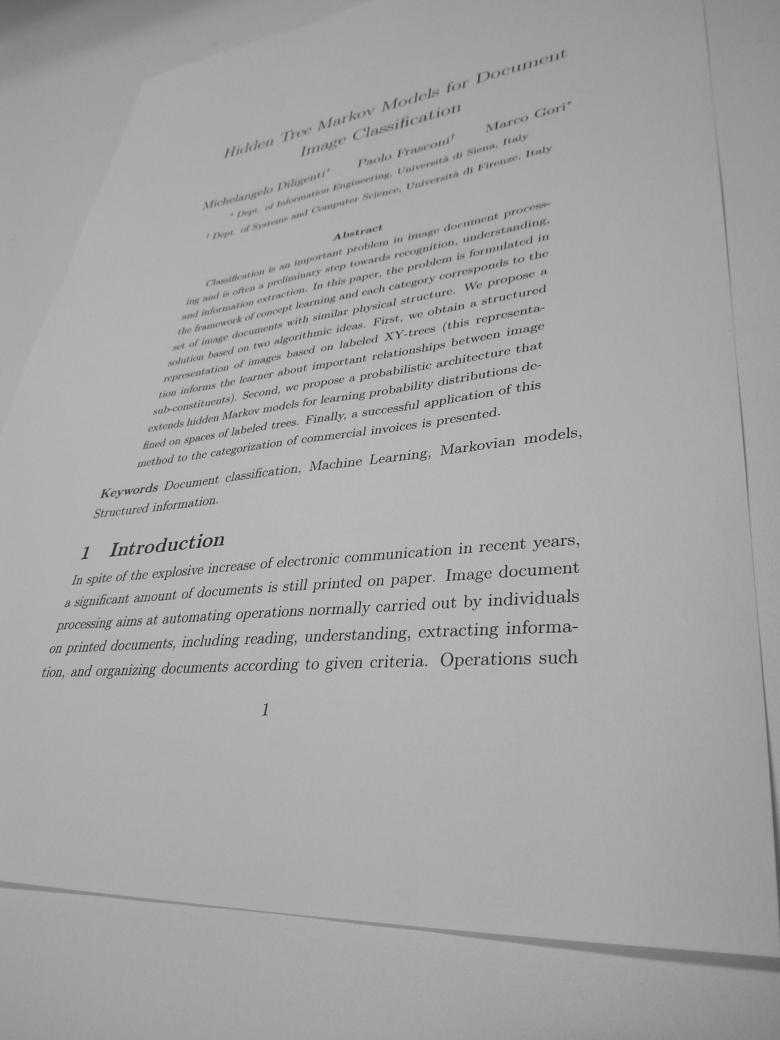 Hidden Tree Markov Models for Document
Image Classification
Michelangelo Diligenti* Paolo Frasconi† Marco Gori*
* Dept. of Information Engineering, Università di Siena, Italy
† Dept. of Systems and Computer Science, Università di Firenze, Italy
Abstract
Classification is an important problem in image document process-
ing and is often a preliminary step towards recognition, understanding,
and information extraction. In this paper, the problem is formulated in
the framework of concept learning and each category corresponds to the
set of image documents with similar physical structure. We propose a
solution based on two algorithmic ideas. First, we obtain a structured
representation of images based on labeled XY-trees (this representa-
tion informs the learner about important relationships between image
sub-constituents). Second, we propose a probabilistic architecture that
extends hidden Markov models for learning probability distributions de-
fined on spaces of labeled trees. Finally, a successful application of this
method to the categorization of commercial invoices is presented.
Keywords Document classification, Machine Learning, Markovian models,
Structured information.
1 Introduction
In spite of the explosive increase of electronic communication in recent years,
a significant amount of documents is still printed on paper. Image document
processing aims at automating operations normally carried out by individuals
on printed documents, including reading, understanding, extracting informa-
tion, and organizing documents according to given criteria. Operations such
1